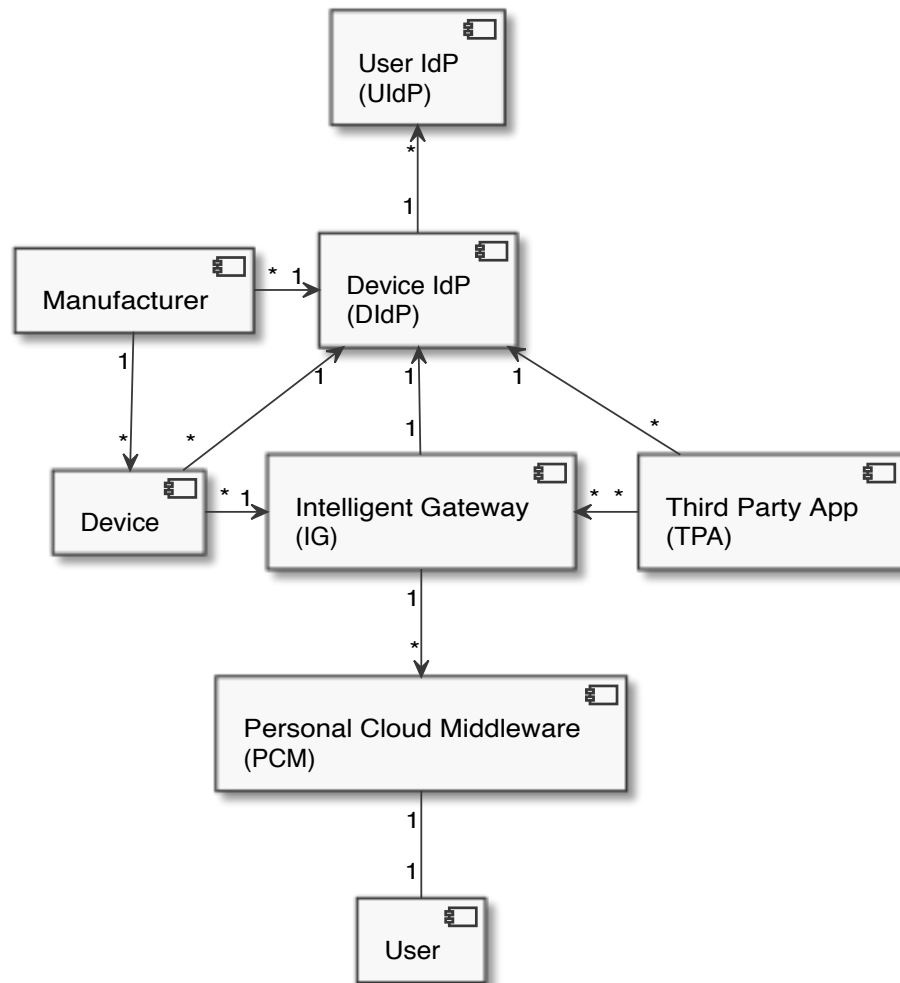 User IdP
(UIdP)
*
1
Manufacturer
* 1
Device IdP
(DIdP)
1
1
1
1
*
*
1
*
Device
* 1
Intelligent Gateway
(IG)
* *
Third Party App
(TPA)
1
*
Personal Cloud Middleware
(PCM)
1
1
User